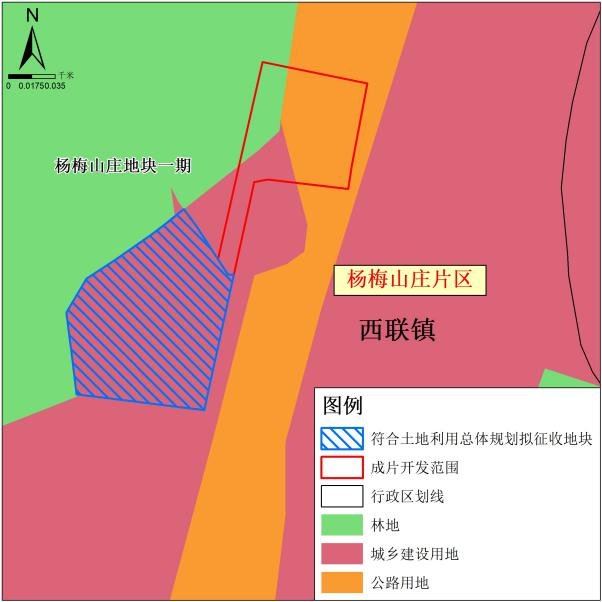 N
千米
0 0.01750.035
杨梅山庄地块一期
杨梅山庄片区
西联镇
图例
符合土地利用总体规划拟征收地块
成片开发范围
行政区划线
林地
城乡建设用地
公路用地